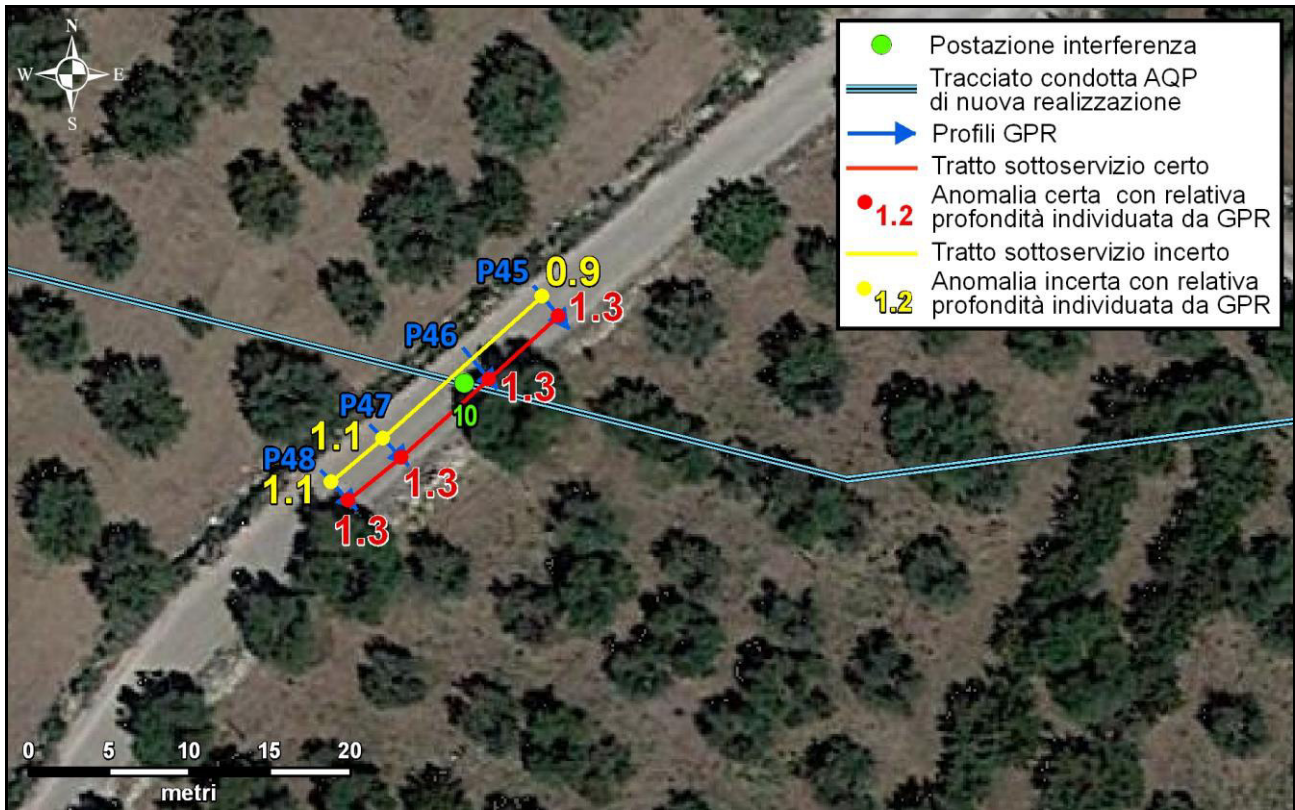 N
W
E
S
Postazione interferenza
Tracciato condotta AQP
di nuova realizzazione
Profili GPR
Tratto sottoservizio certo
Anomalia certa con relativa
1.2 profondità individuata da GPR
Tratto sottoservizio incerto
Anomalia incerta con relativa
1.2 profondità individuata da GPR
P45 0.9
1.3
P46
1.3
10
P47
1.1
1.3
P48
1.1
1.3
0 5 10 15 20
metri